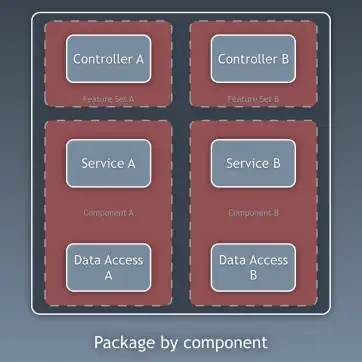 Controller A
Controller B
Feature Set A
Feature Set B
Service A
Service B
Component A
Component B
Data Access
A
Data Access
B
Package by component